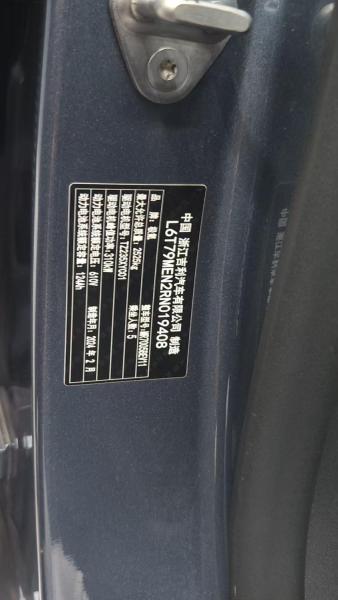 中国 浙江吉利汽车有限公司 制造
L6T79MEN2RN019408
品 牌: 极氪 整车型号: MR7005BEV11
最大允许总质量: 2525kg 乘坐人数: 5
驱动电机型号: TZ235XYD01
驱动电机峰值功率: 310kW
动力电池系统额定电压: 610V 制造年月: 2024 年 2 月
动力电池系统额定容量: 124Ah